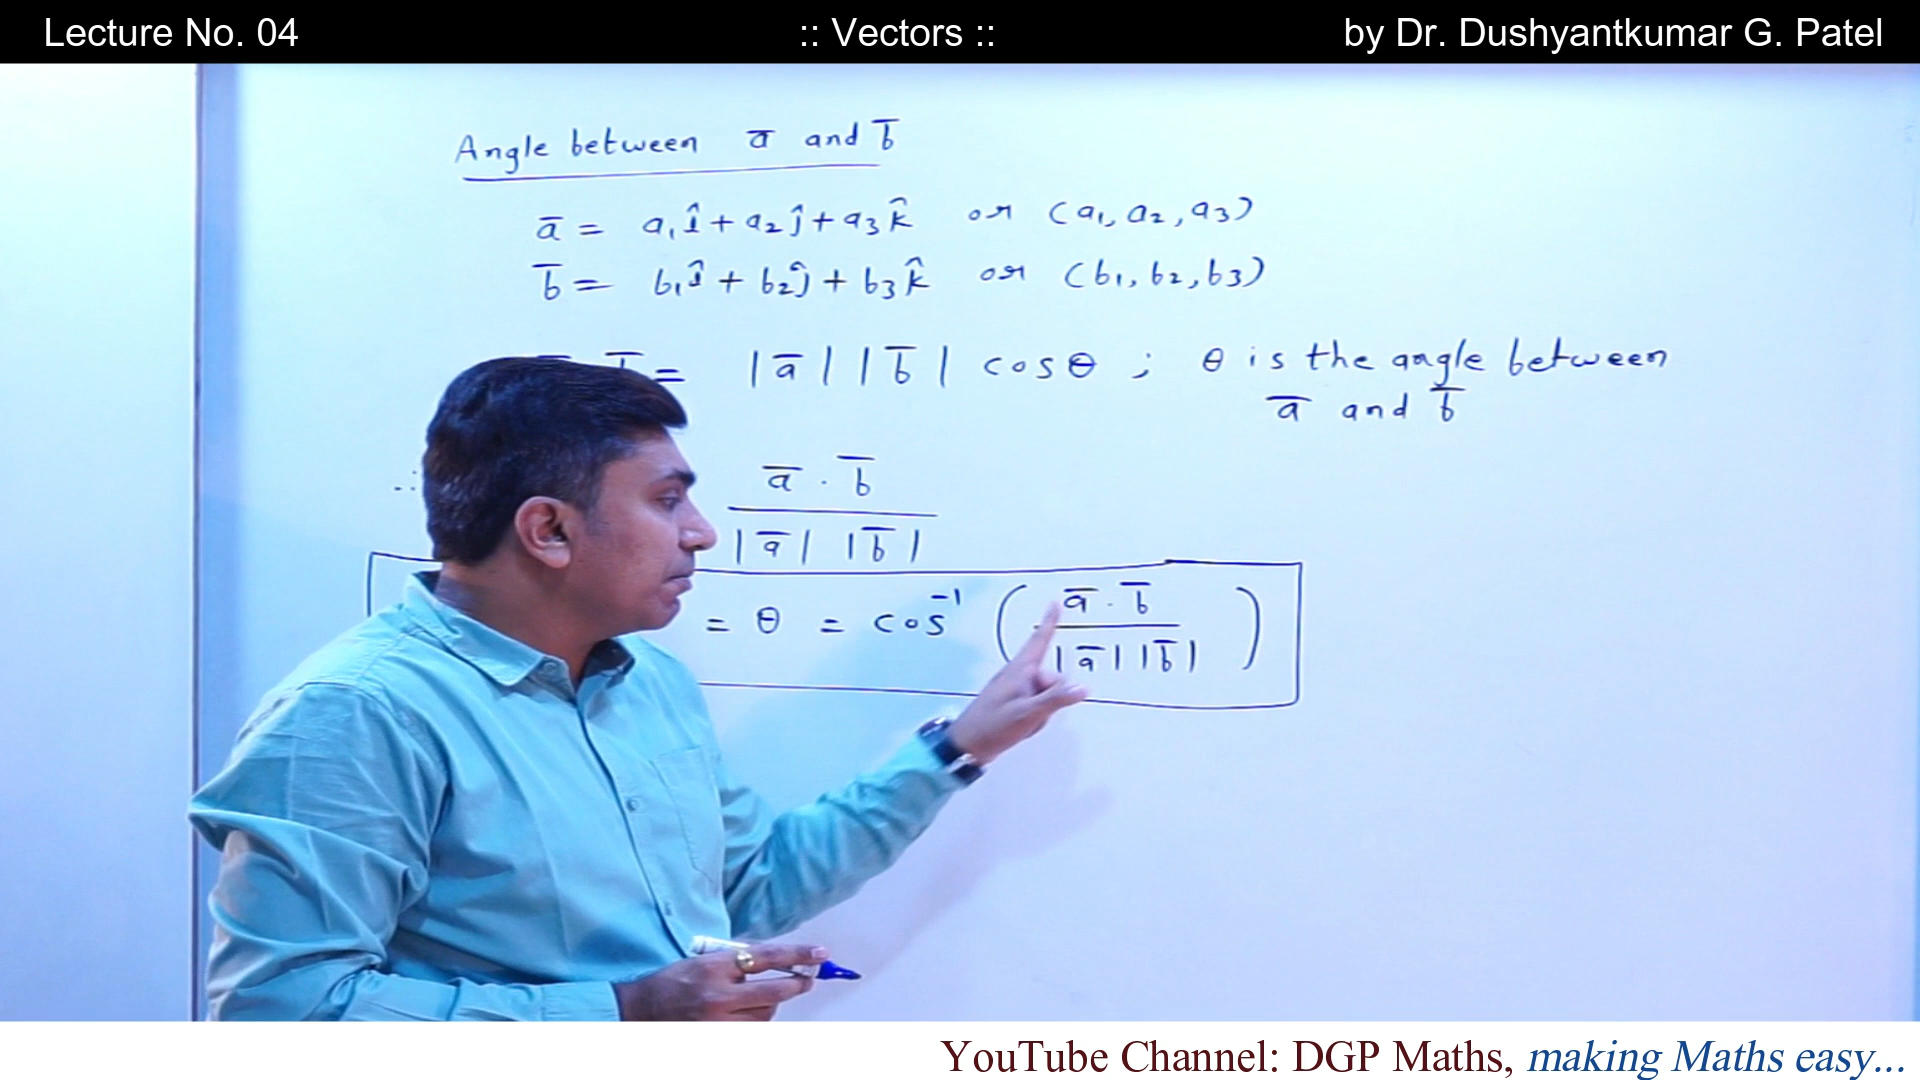 Lecture No. 04 :: Vectors :: by Dr. Dushyantkumar G. Patel
Angle between a̅ and b̅
a̅ = a₁î + a₂ĵ + a₃k̂ or (a₁, a₂, a₃)
b̅ = b₁î + b₂ĵ + b₃k̂ or (b₁, b₂, b₃)
= |a̅| |b̅| cosθ ; θ is the angle between
a̅ and b̅
a̅ . b̅
|a̅| |b̅|
= θ = cos⁻¹ ( a̅ . b̅ / |a̅| |b̅| )
YouTube Channel: DGP Maths, making Maths easy...